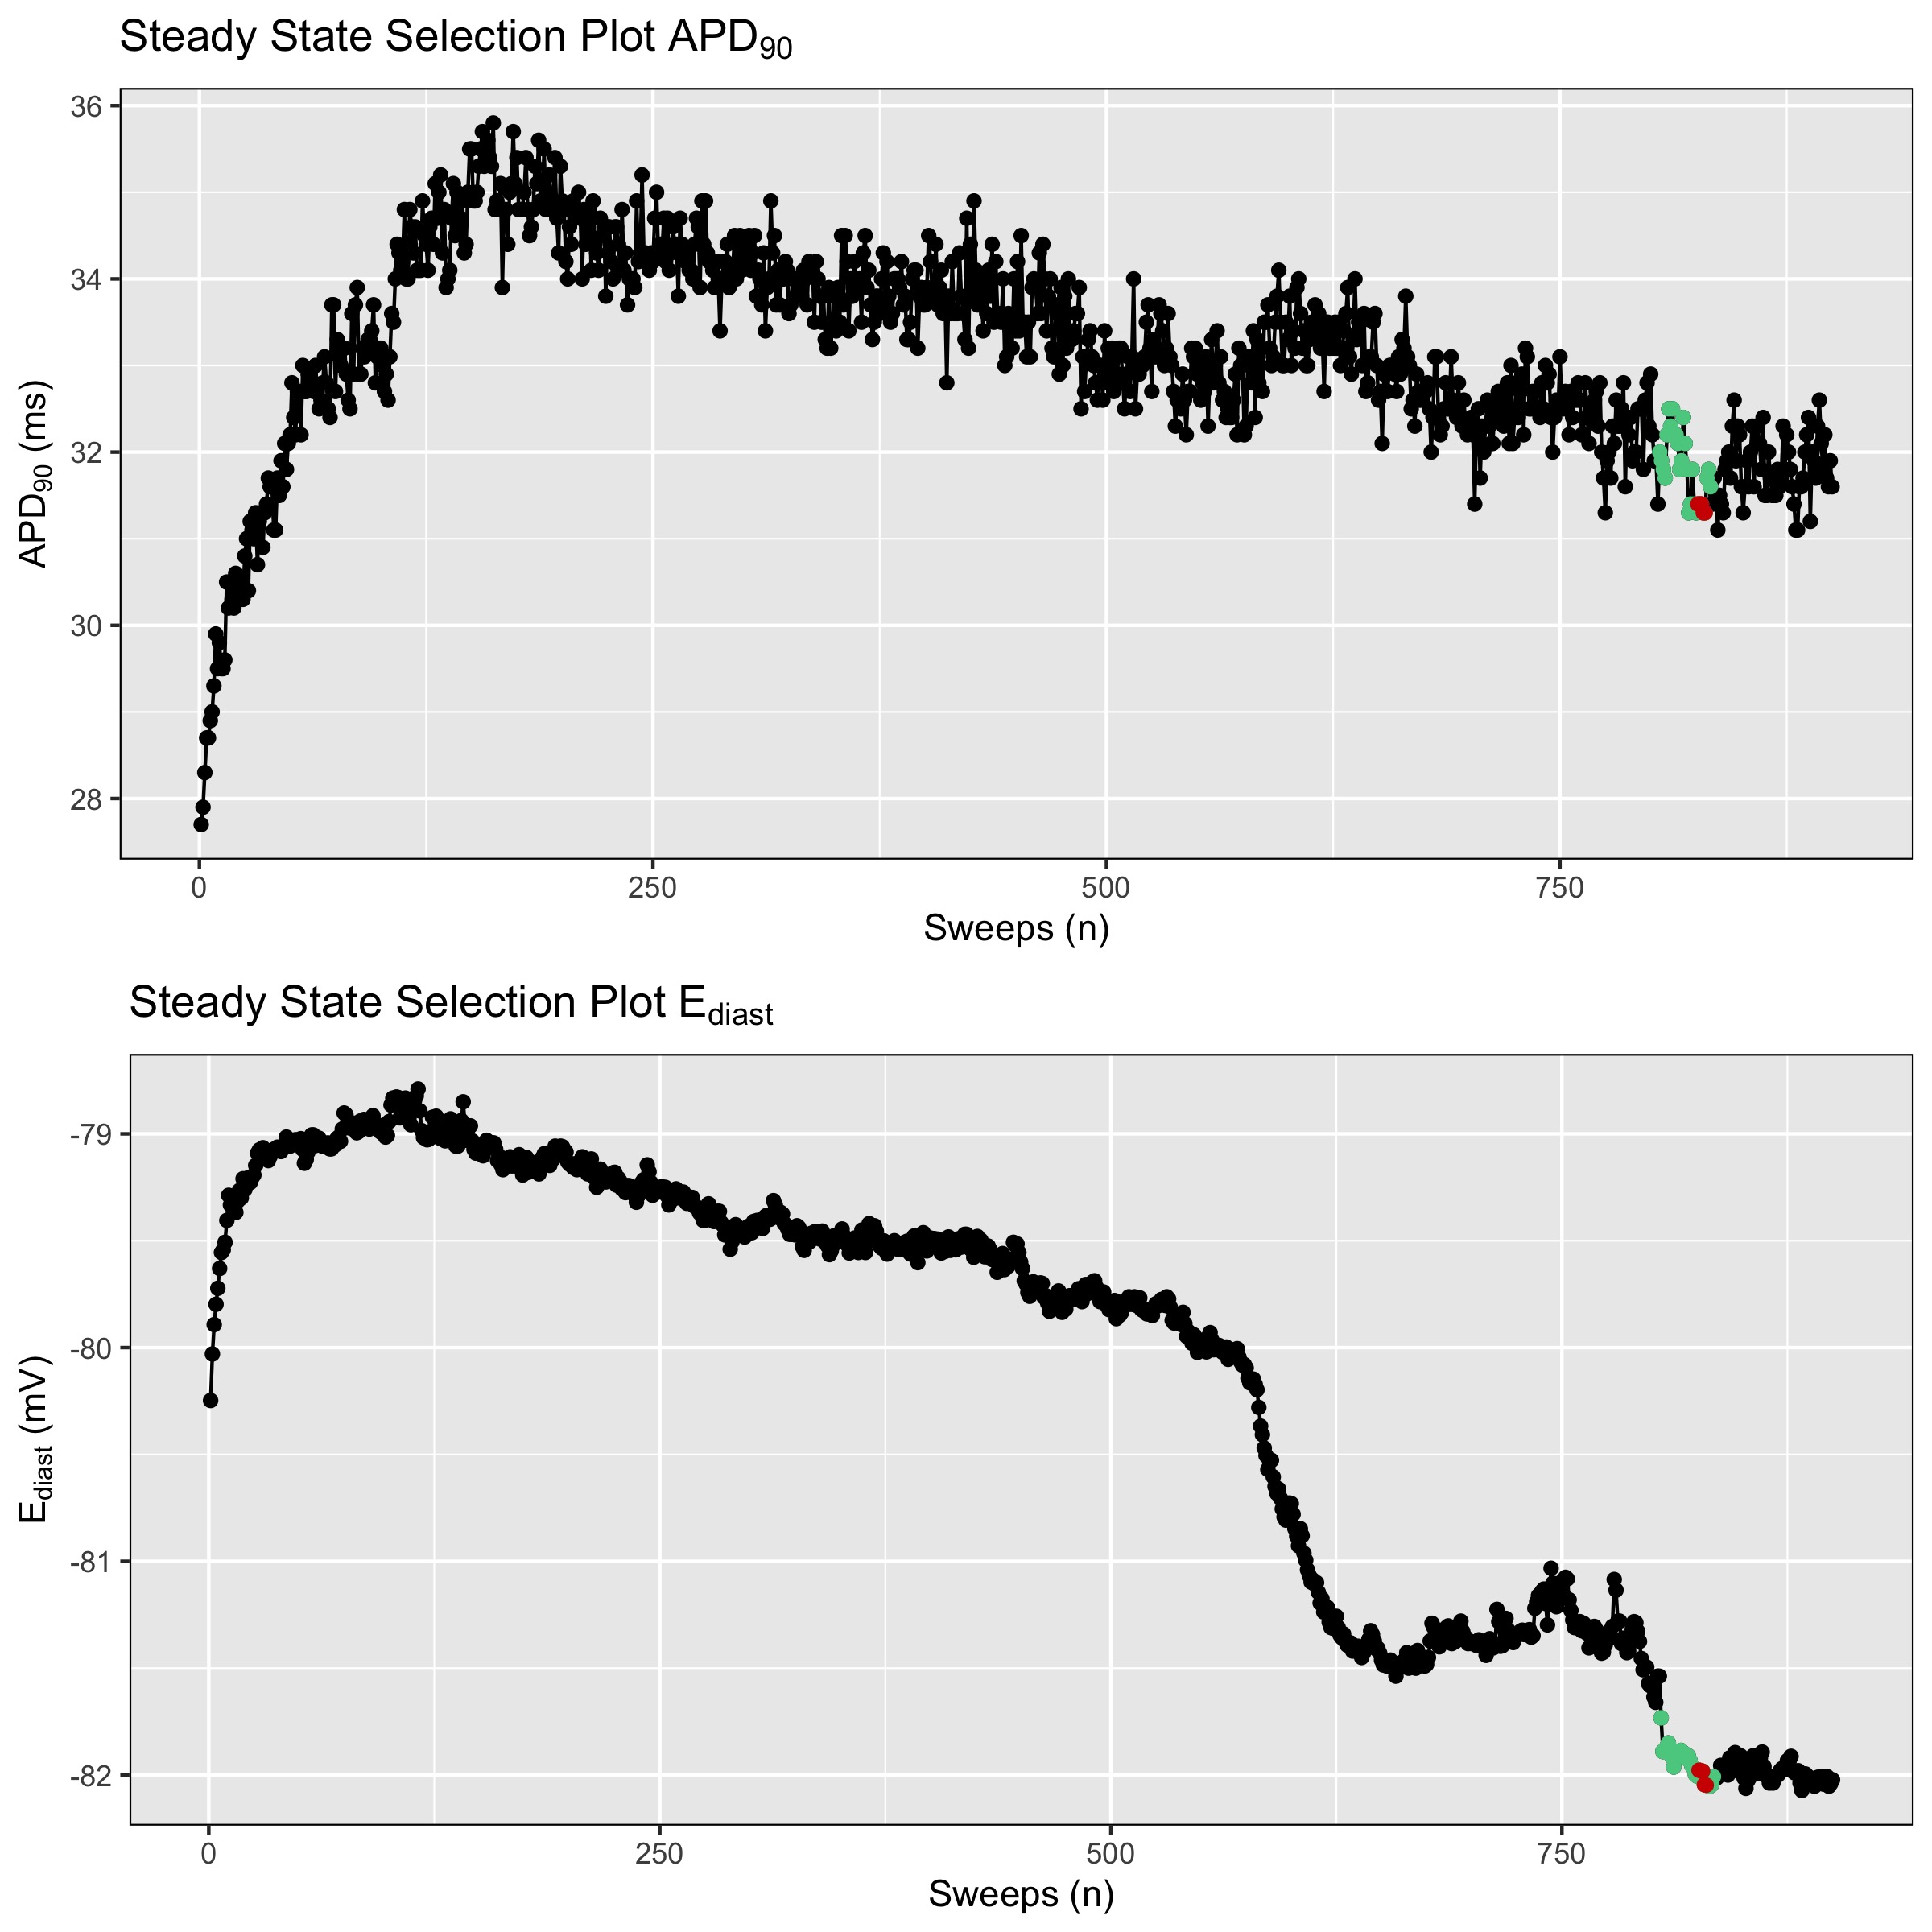 Steady State Selection Plot APD90
36
34
32
30
28
APD90 (ms)
0 250 500 750
Sweeps (n)
Steady State Selection Plot Ediast
-79
-80
-81
-82
Ediast (mV)
0 250 500 750
Sweeps (n)